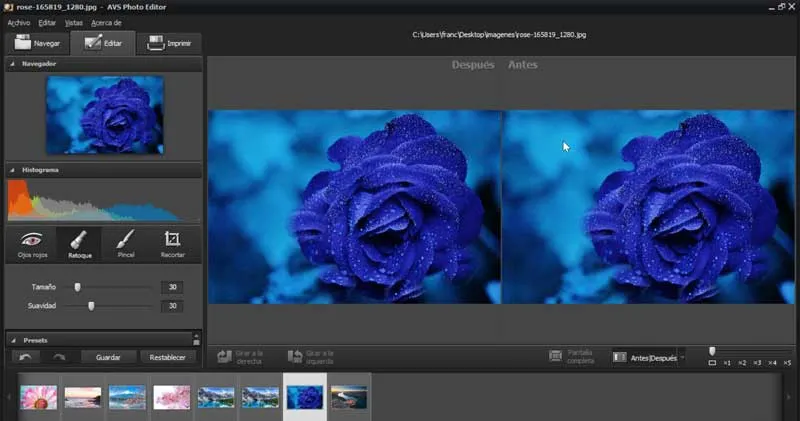 rose-165819_1280.jpg - AVS Photo Editor
Archivo Editar Vistas Acerca de
Navegar Editar Imprimir
C:\Users\franc\Desktop\imagenes\rose-165819_1280.jpg
Navegador
Después Antes
Histograma
Ojos rojos Retoque Pincel Recortar
Tamaño 30
Suavidad 30
Presets
Guardar Restablecer
Girar a la derecha
Girar a la izquierda
Pantalla completa
Antes|Después
×1 ×2 ×3 ×4 ×5